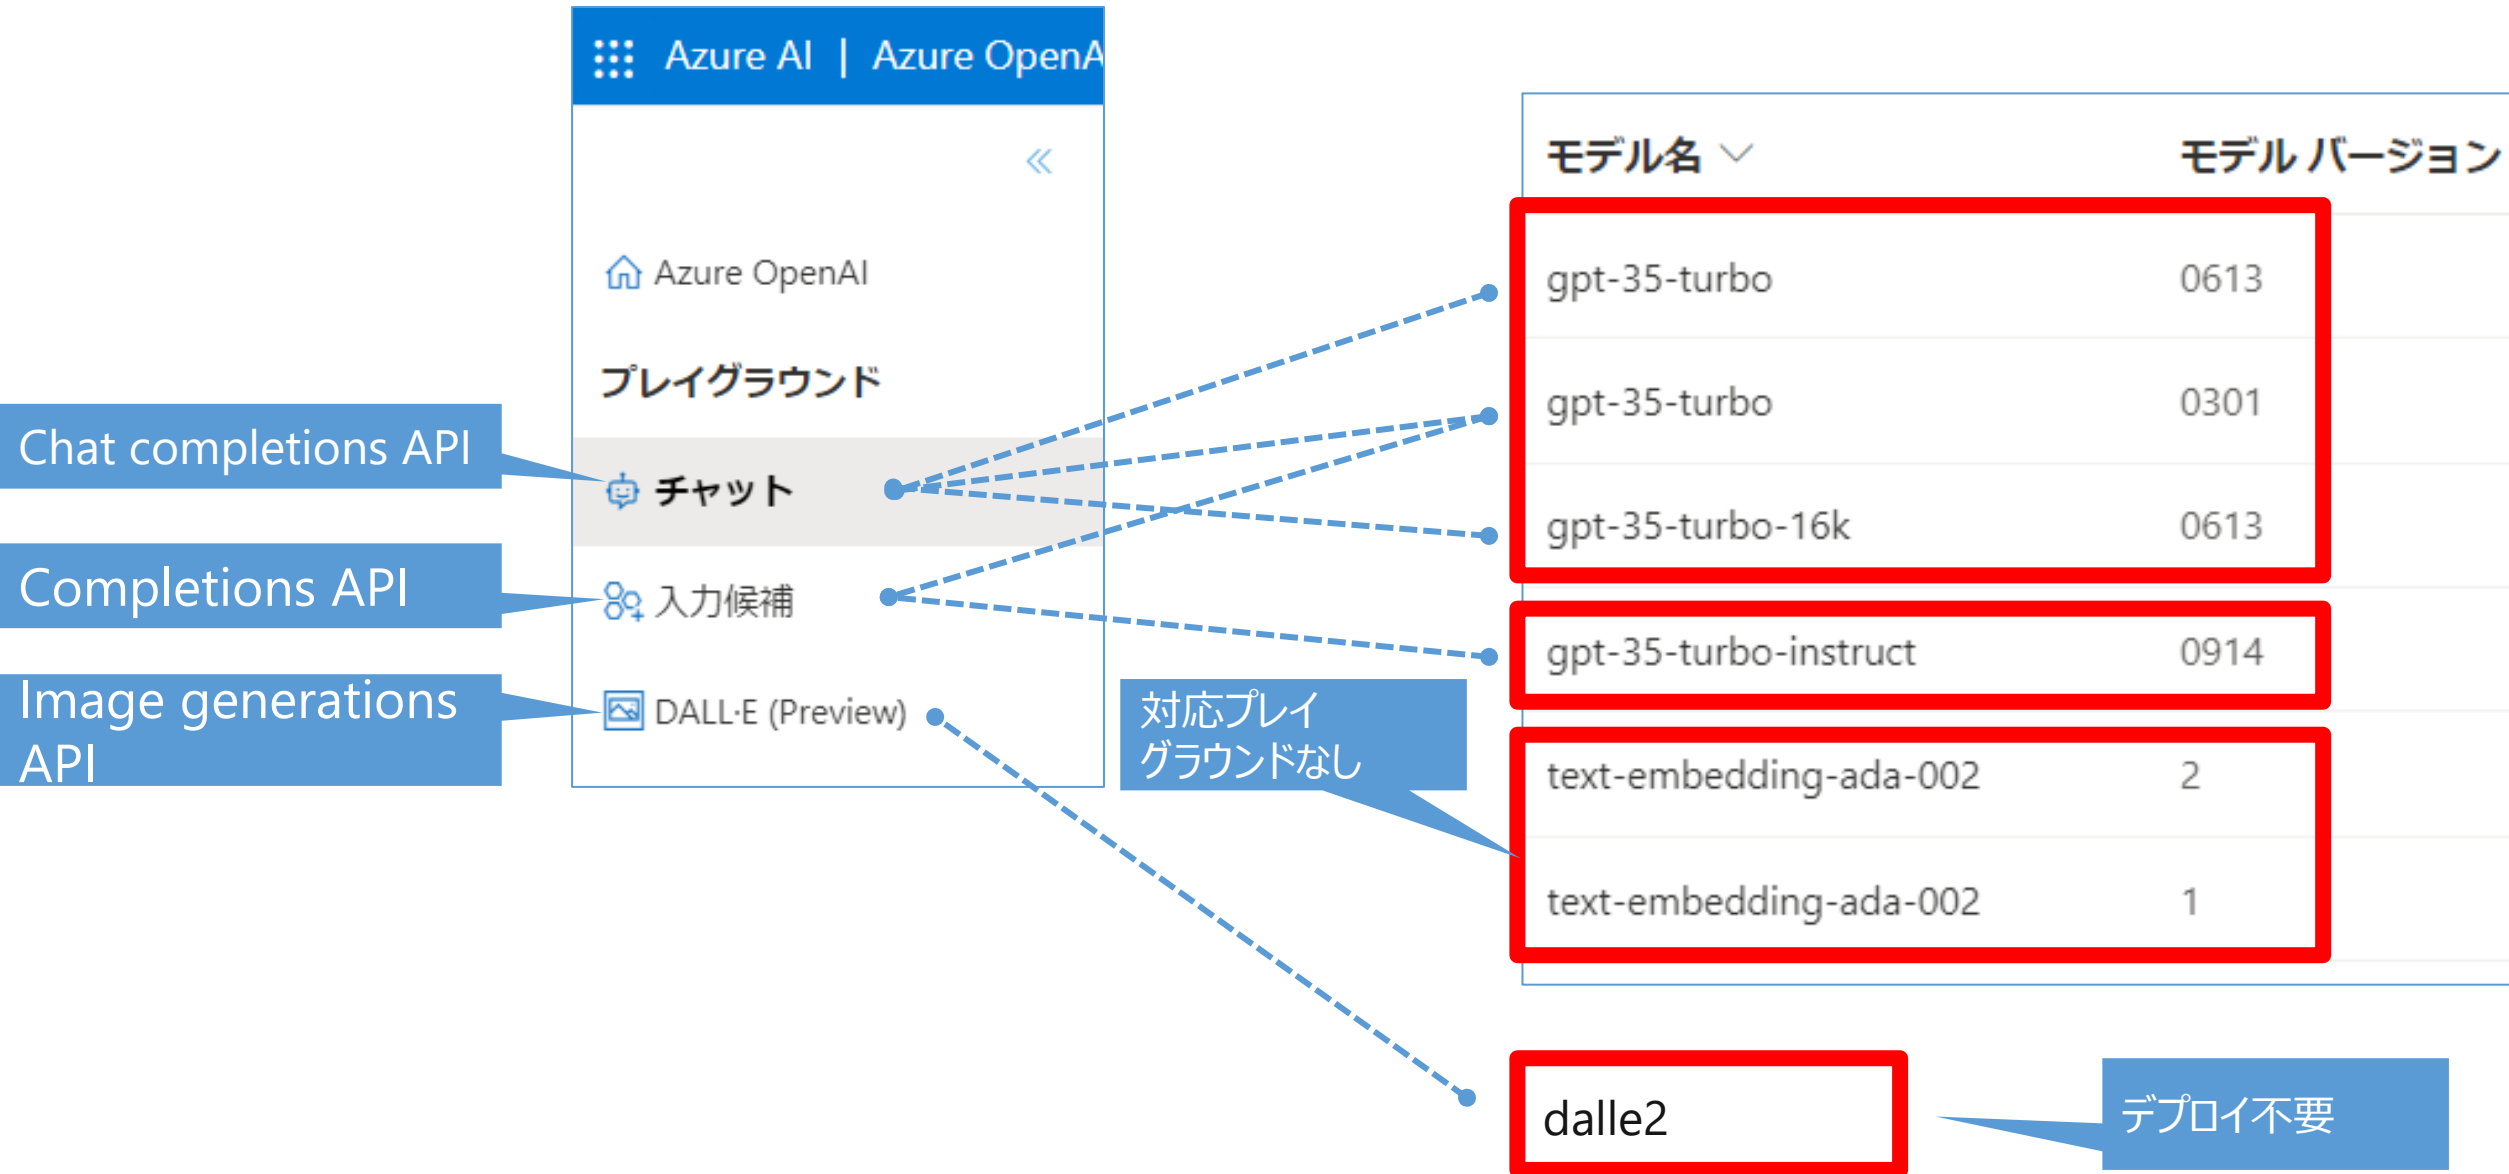 Azure AI | Azure OpenA
Azure OpenAI
プレイグラウンド
Chat completions API
チャット
Completions API
入力候補
Image generations
API
DALL·E (Preview)
モデル名 モデル バージョン
gpt-35-turbo 0613
gpt-35-turbo 0301
gpt-35-turbo-16k 0613
gpt-35-turbo-instruct 0914
対応プレイ
グラウンドなし
text-embedding-ada-002 2
text-embedding-ada-002 1
dalle2
デプロイ不要